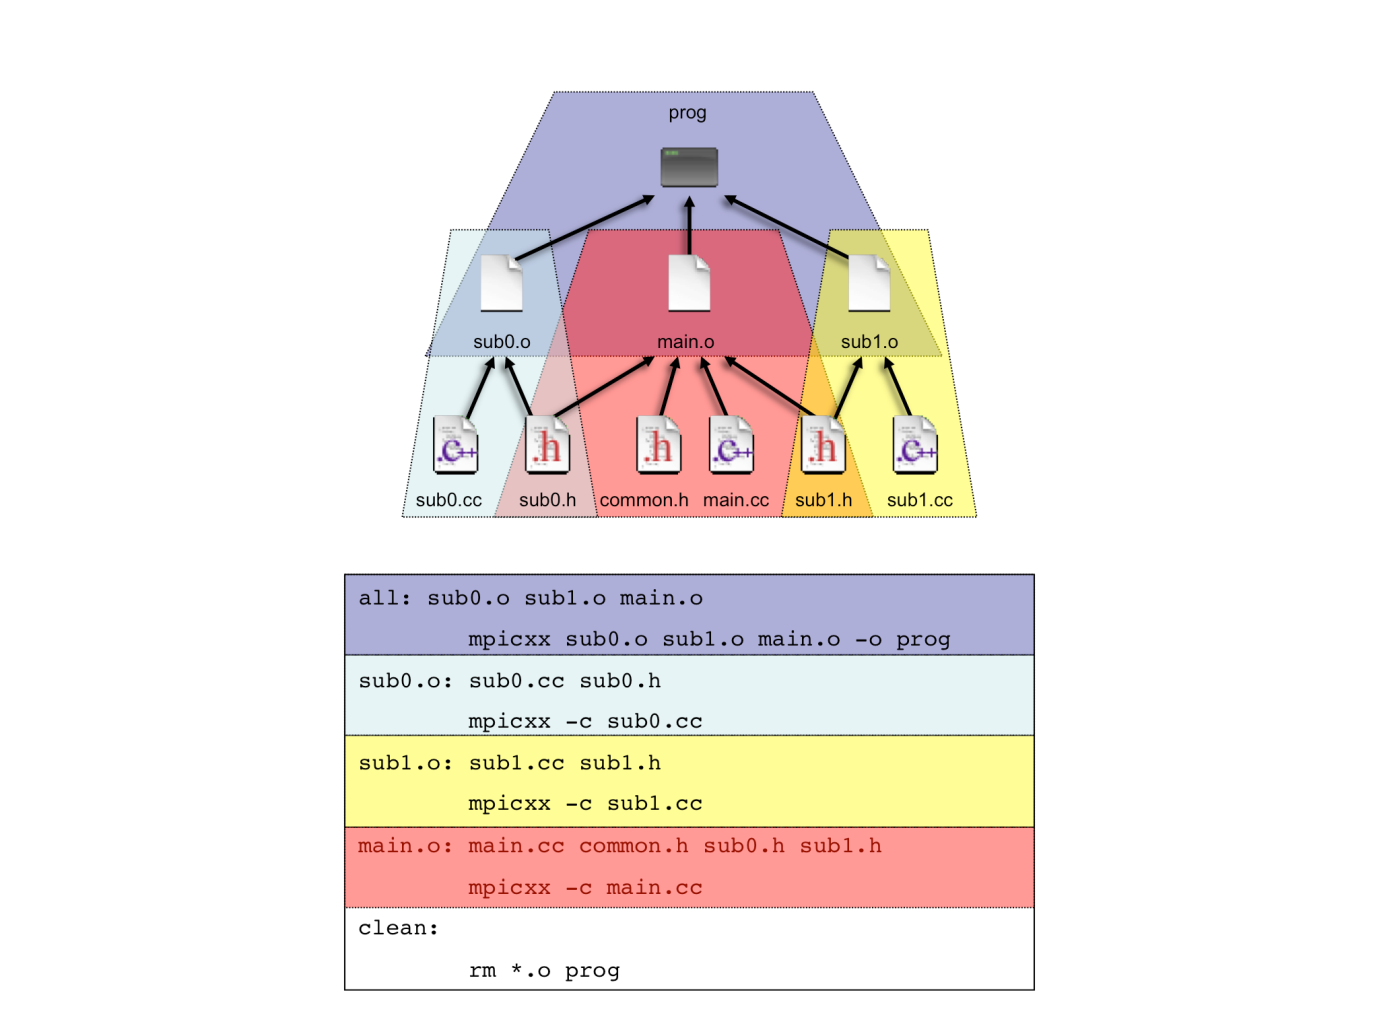 prog
sub0.o main.o sub1.o
.c++ .h .h .c++ .h .c++
sub0.cc sub0.h common.h main.cc sub1.h sub1.cc
all: sub0.o sub1.o main.o
mpicxx sub0.o sub1.o main.o -o prog
sub0.o: sub0.cc sub0.h
mpicxx -c sub0.cc
sub1.o: sub1.cc sub1.h
mpicxx -c sub1.cc
main.o: main.cc common.h sub0.h sub1.h
mpicxx -c main.cc
clean:
rm *.o prog